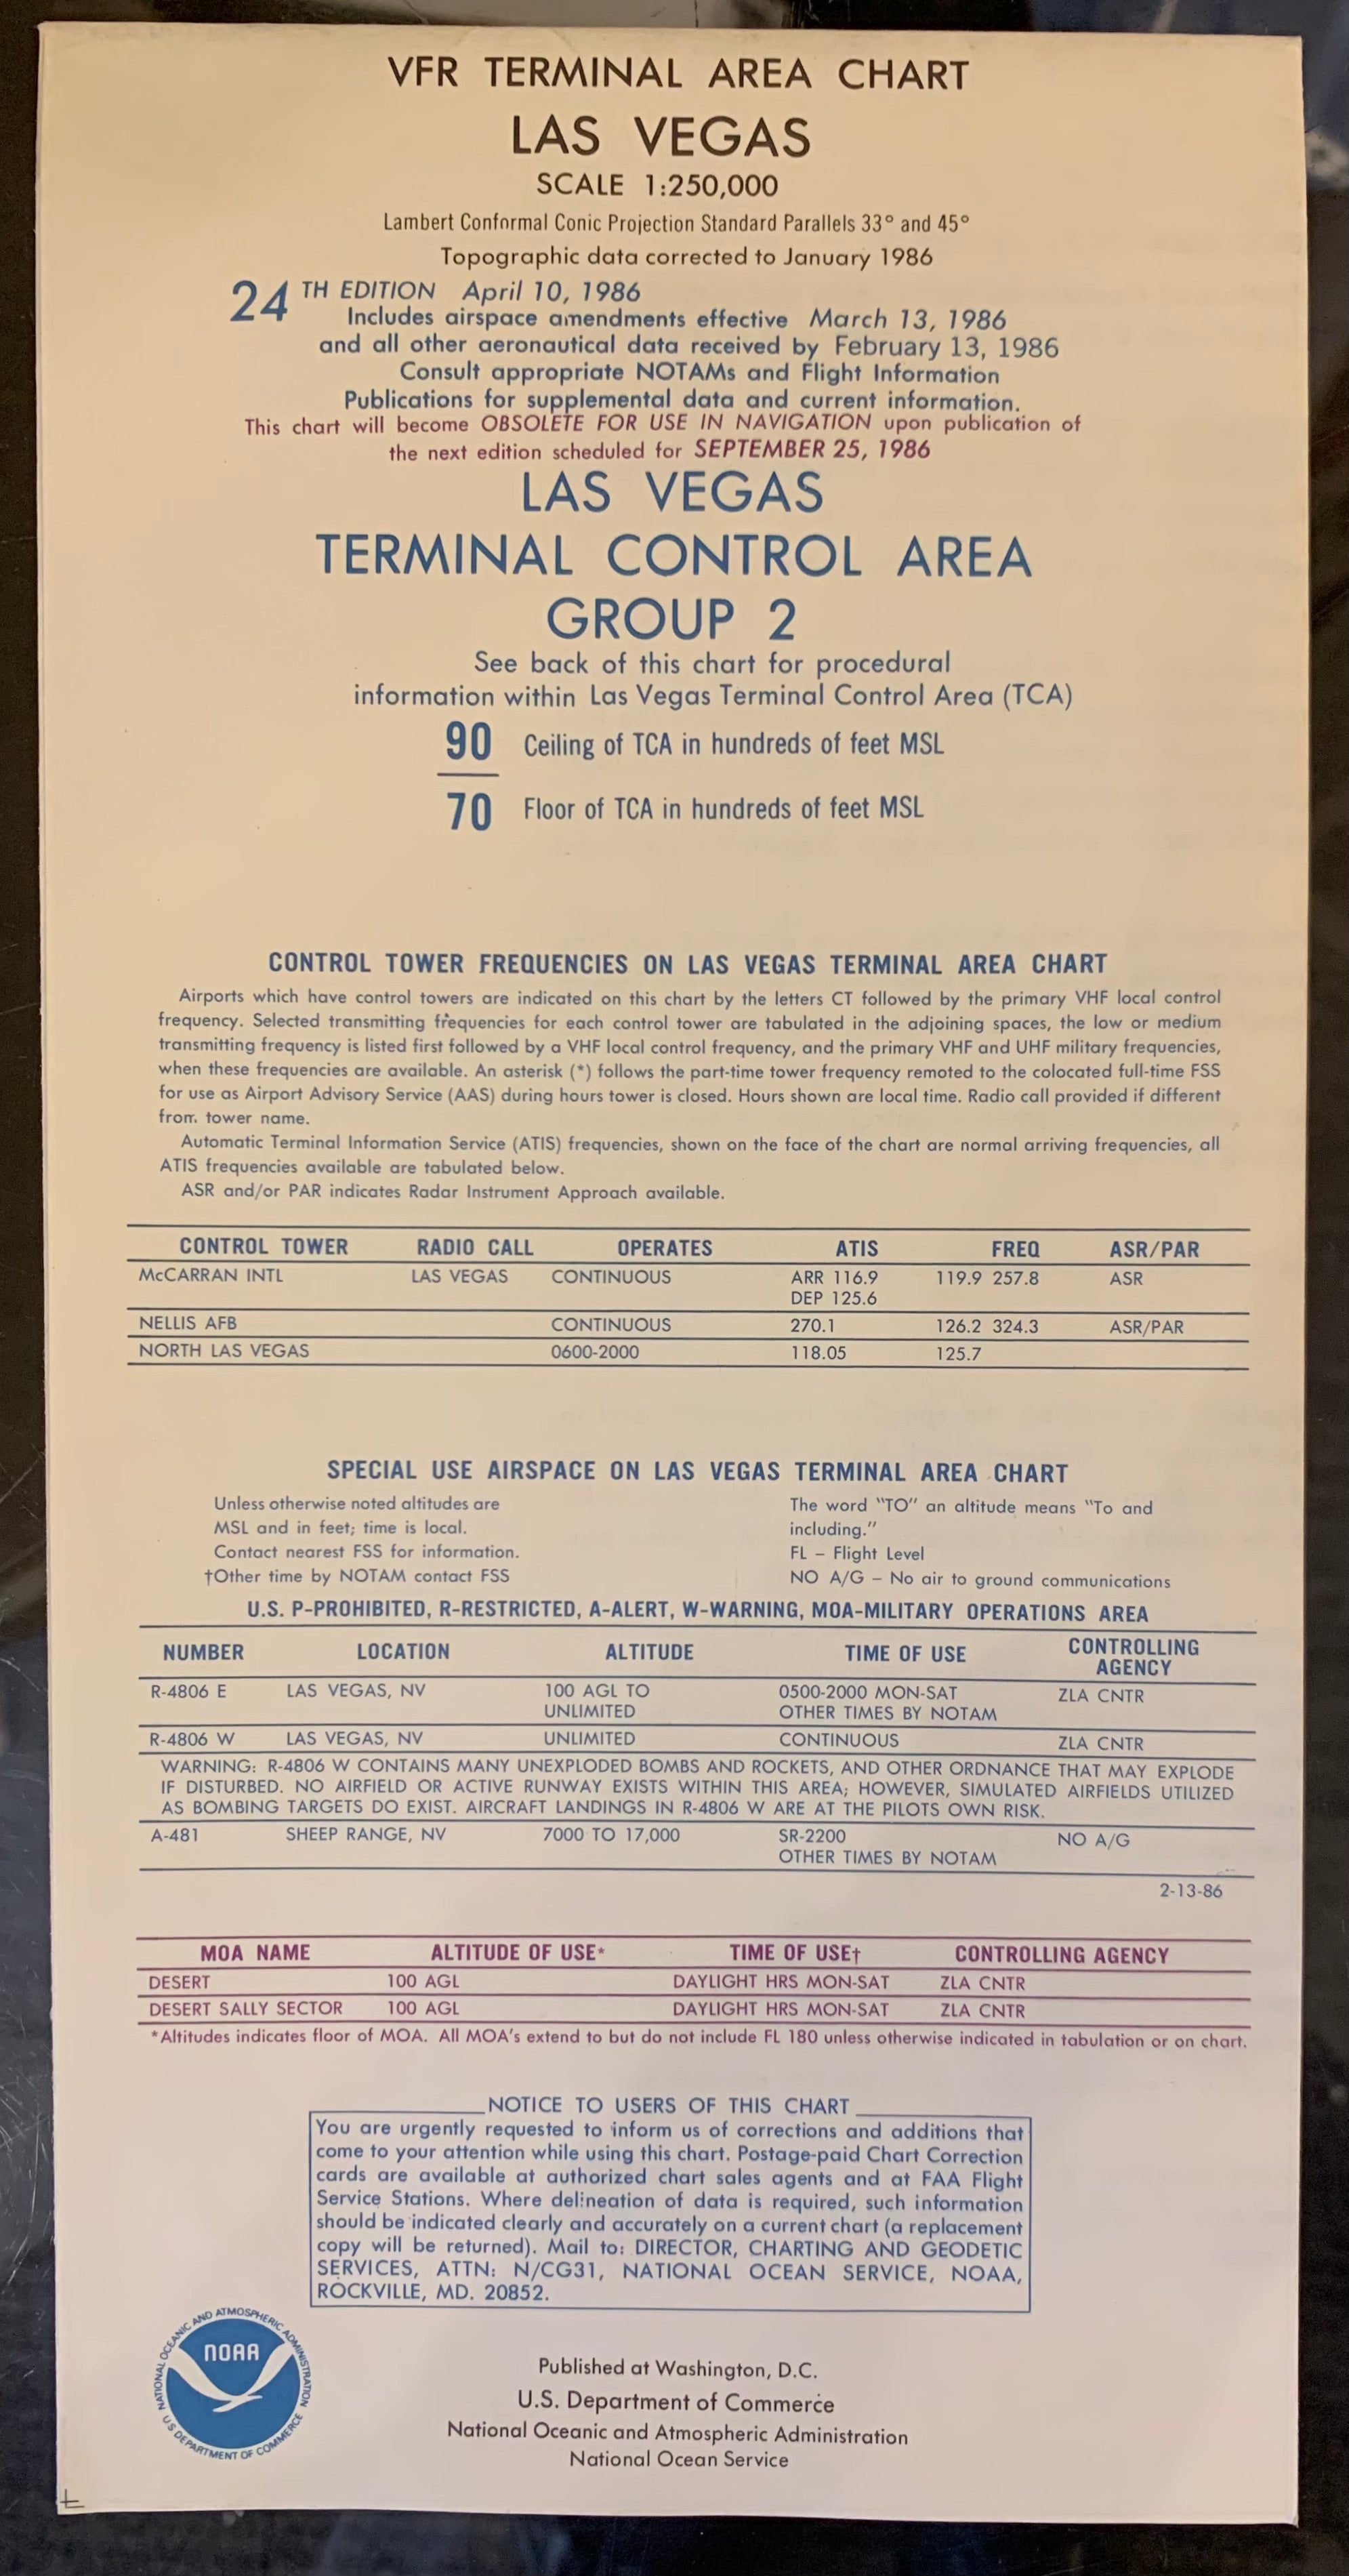 VFR TERMINAL AREA CHART
LAS VEGAS
SCALE 1:250,000
Lambert Conformal Conic Projection Standard Parallels 33° and 45°
Topographic data corrected to January 1986
24 TH EDITION April 10, 1986
Includes airspace amendments effective March 13, 1986
and all other aeronautical data received by February 13, 1986
Consult appropriate NOTAMs and Flight Information
Publications for supplemental data and current information.
This chart will become OBSOLETE FOR USE IN NAVIGATION upon publication of
the next edition scheduled for SEPTEMBER 25, 1986
LAS VEGAS
TERMINAL CONTROL AREA
GROUP 2
See back of this chart for procedural
information within Las Vegas Terminal Control Area (TCA)
90 Ceiling of TCA in hundreds of feet MSL
70 Floor of TCA in hundreds of feet MSL
CONTROL TOWER FREQUENCIES ON LAS VEGAS TERMINAL AREA CHART
Airports which have control towers are indicated on this chart by the letters CT followed by the primary VHF local control
frequency. Selected transmitting frequencies for each control tower are tabulated in the adjoining spaces, the low or medium
transmitting frequency is listed first followed by a VHF local control frequency, and the primary VHF and UHF military frequencies,
when these frequencies are available. An asterisk (*) follows the part-time tower frequency remoted to the colocated full-time FSS
for use as Airport Advisory Service (AAS) during hours tower is closed. Hours shown are local time. Radio call provided if different
from tower name.
Automatic Terminal Information Service (ATIS) frequencies, shown on the face of the chart are normal arriving frequencies, all
ATIS frequencies available are tabulated below.
ASR and/or PAR indicates Radar Instrument Approach available.
CONTROL TOWER RADIO CALL OPERATES ATIS FREQ ASR/PAR
McCARRAN INTL LAS VEGAS CONTINUOUS ARR 116.9 119.9 257.8 ASR
DEP 125.6
NELLIS AFB CONTINUOUS 270.1 126.2 324.3 ASR/PAR
NORTH LAS VEGAS 0600-2000 118.05 125.7
SPECIAL USE AIRSPACE ON LAS VEGAS TERMINAL AREA CHART
Unless otherwise noted altitudes are
MSL and in feet; time is local.
Contact nearest FSS for information.
†Other time by NOTAM contact FSS
The word "TO" an altitude means "To and
including."
FL – Flight Level
NO A/G – No air to ground communications
U.S. P-PROHIBITED, R-RESTRICTED, A-ALERT, W-WARNING, MOA-MILITARY OPERATIONS AREA
NUMBER LOCATION ALTITUDE TIME OF USE CONTROLLING
AGENCY
R-4806 E LAS VEGAS, NV 100 AGL TO 0500-2000 MON-SAT ZLA CNTR
UNLIMITED OTHER TIMES BY NOTAM
R-4806 W LAS VEGAS, NV UNLIMITED CONTINUOUS ZLA CNTR
WARNING: R-4806 W CONTAINS MANY UNEXPLODED BOMBS AND ROCKETS, AND OTHER ORDNANCE THAT MAY EXPLODE
IF DISTURBED. NO AIRFIELD OR ACTIVE RUNWAY EXISTS WITHIN THIS AREA; HOWEVER, SIMULATED AIRFIELDS UTILIZED
AS BOMBING TARGETS DO EXIST. AIRCRAFT LANDINGS IN R-4806 W ARE AT THE PILOTS OWN RISK.
A-481 SHEEP RANGE, NV 7000 TO 17,000 SR-2200 NO A/G
OTHER TIMES BY NOTAM
2-13-86
MOA NAME ALTITUDE OF USE* TIME OF USE† CONTROLLING AGENCY
DESERT 100 AGL DAYLIGHT HRS MON-SAT ZLA CNTR
DESERT SALLY SECTOR 100 AGL DAYLIGHT HRS MON-SAT ZLA CNTR
*Altitudes indicates floor of MOA. All MOA's extend to but do not include FL 180 unless otherwise indicated in tabulation or on chart.
NOTICE TO USERS OF THIS CHART
You are urgently requested to inform us of corrections and additions that
come to your attention while using this chart. Postage-paid Chart Correction
cards are available at authorized chart sales agents and at FAA Flight
Service Stations. Where delineation of data is required, such information
should be indicated clearly and accurately on a current chart (a replacement
copy will be returned). Mail to: DIRECTOR, CHARTING AND GEODETIC
SERVICES, ATTN: N/CG31, NATIONAL OCEAN SERVICE, NOAA,
ROCKVILLE, MD. 20852.
NATIONAL OCEANIC AND ATMOSPHERIC ADMINISTRATION
NOAA
U.S. DEPARTMENT OF COMMERCE
Published at Washington, D.C.
U.S. Department of Commerce
National Oceanic and Atmospheric Administration
National Ocean Service